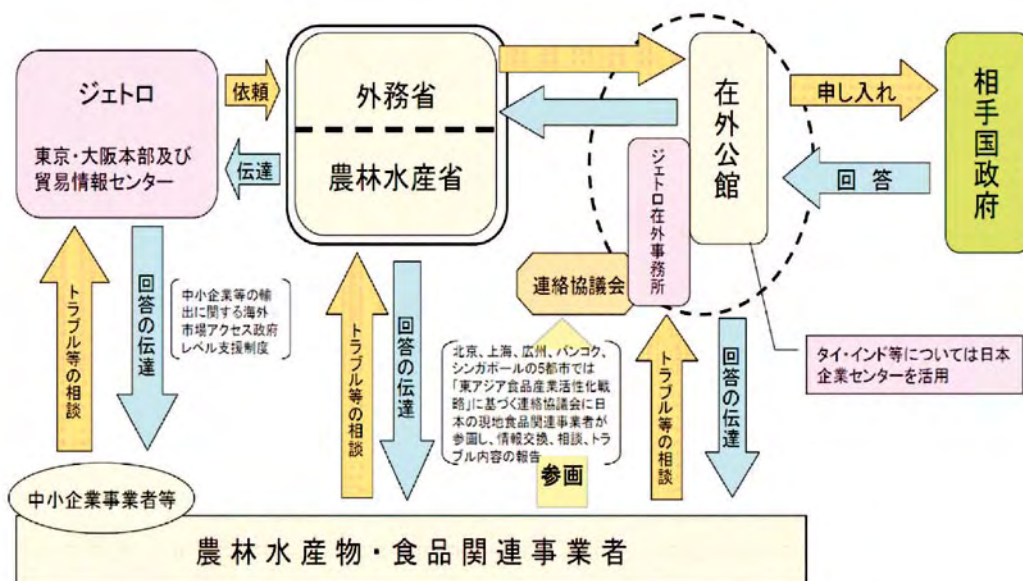 ジェトロ
東京・大阪本部及び
貿易情報センター
依頼
伝達
外務省
農林水産省
在外公館
ジェトロ在外事務所
連絡協議会
申し入れ
回答
相手国政府
トラブル等の相談
回答の伝達
中小企業等の輸
出に関する海外
市場アクセス政府
レベル支援制度
トラブル等の相談
回答の伝達
北京、上海、広州、バンコク、
シンガポールの5都市では
「東アジア食品産業活性化戦
略」に基づく連絡協議会に日
本の現地食品関連事業者が
参画し、情報交換、相談、トラ
ブル内容の報告
参画
トラブル等の相談
回答の伝達
タイ・インド等については日本
企業センターを活用
中小企業事業者等
農林水産物・食品関連事業者